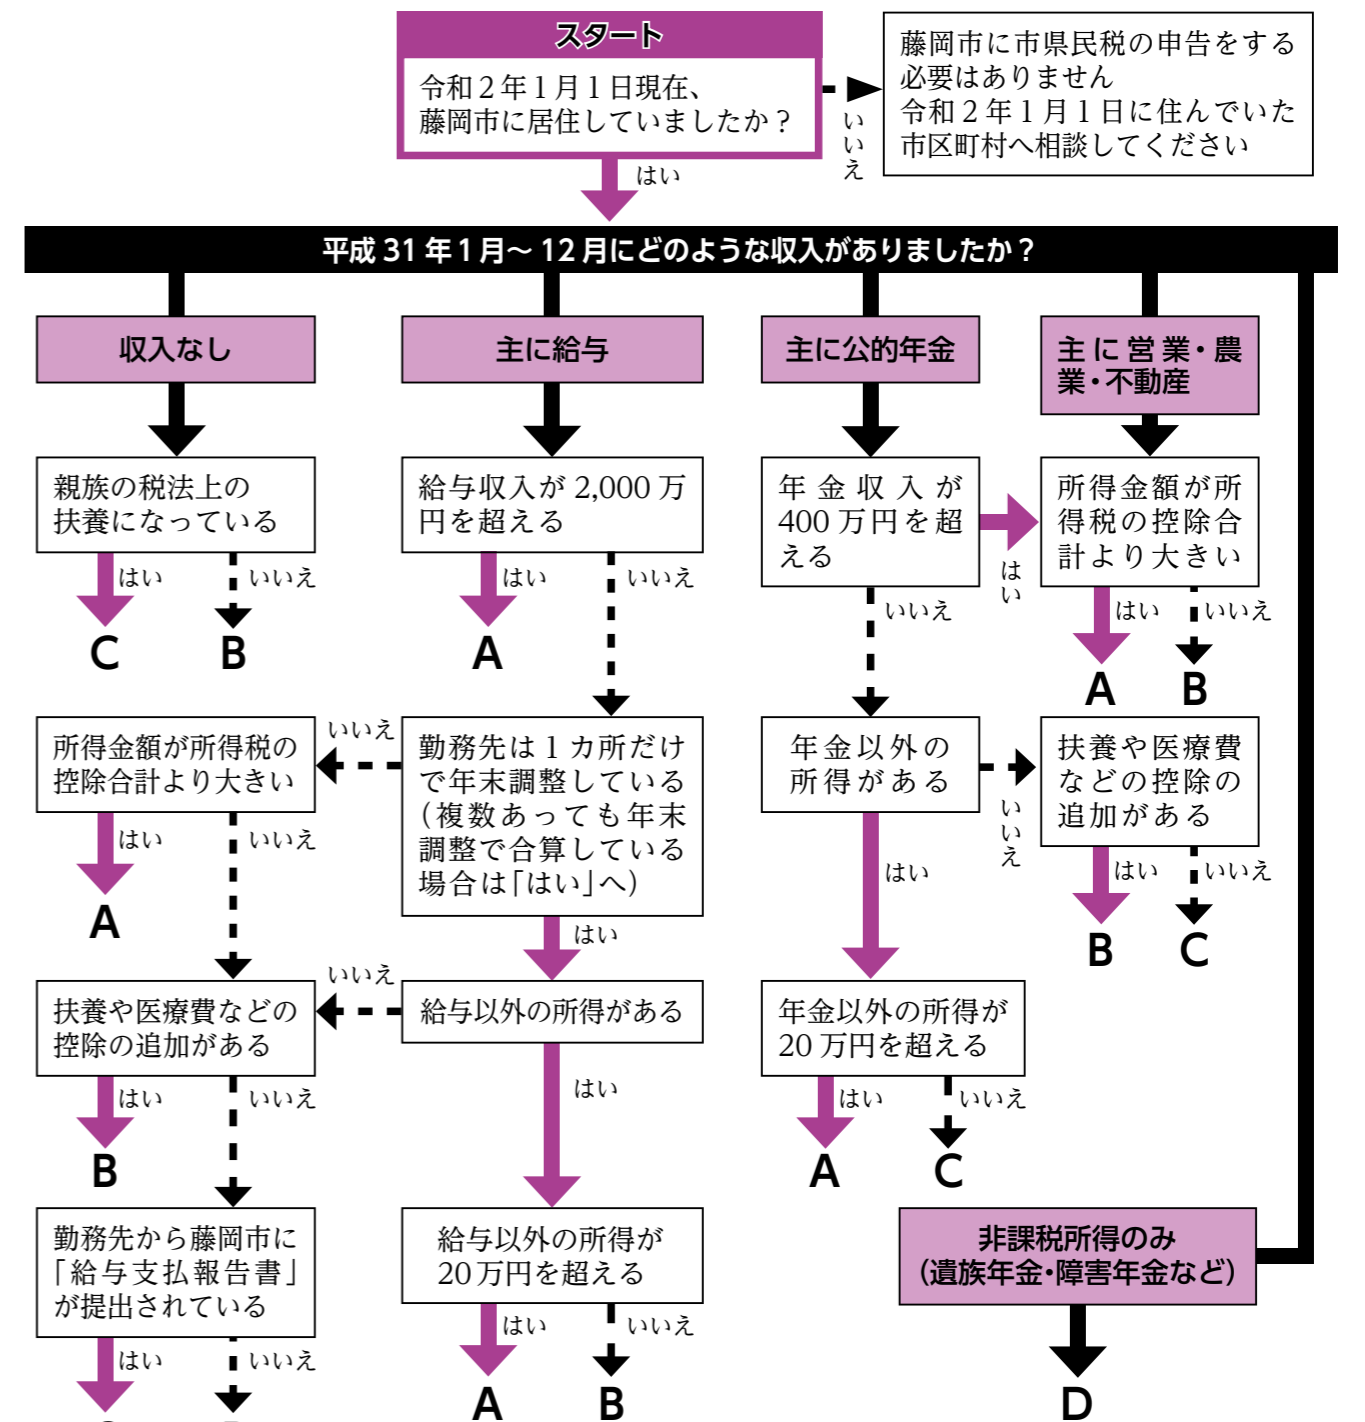 スタート
令和2年1月1日現在、
藤岡市に居住していましたか？
はい
いいえ
藤岡市に市県民税の申告をする
必要はありません
令和2年1月1日に住んでいた
市区町村へ相談してください
平成31年1月～12月にどのような収入がありましたか？
収入なし
主に給与
主に公的年金
主に営業・農
業・不動産
親族の税法上の
扶養になっている
はい
いいえ
C
B
給与収入が2,000万
円を超える
はい
いいえ
A
年金収入が
400万円を超
える
はい
いいえ
所得金額が所
得税の控除合
計より大きい
はい
いいえ
A
B
所得金額が所得税の
控除合計より大きい
はい
いいえ
A
いいえ
勤務先は1カ所だけ
で年末調整している
（複数あっても年末
調整で合算している
場合は「はい」へ）
はい
年金以外の
所得がある
いいえ
はい
扶養や医療費
などの控除の
追加がある
はい
いいえ
B
C
扶養や医療費などの
控除の追加がある
はい
いいえ
B
いいえ
給与以外の所得がある
はい
年金以外の所得が
20万円を超える
はい
いいえ
A
C
勤務先から藤岡市に
「給与支払報告書」
が提出されている
はい
いいえ
給与以外の所得が
20万円を超える
はい
いいえ
A
B
非課税所得のみ
（遺族年金・障害年金など）
D